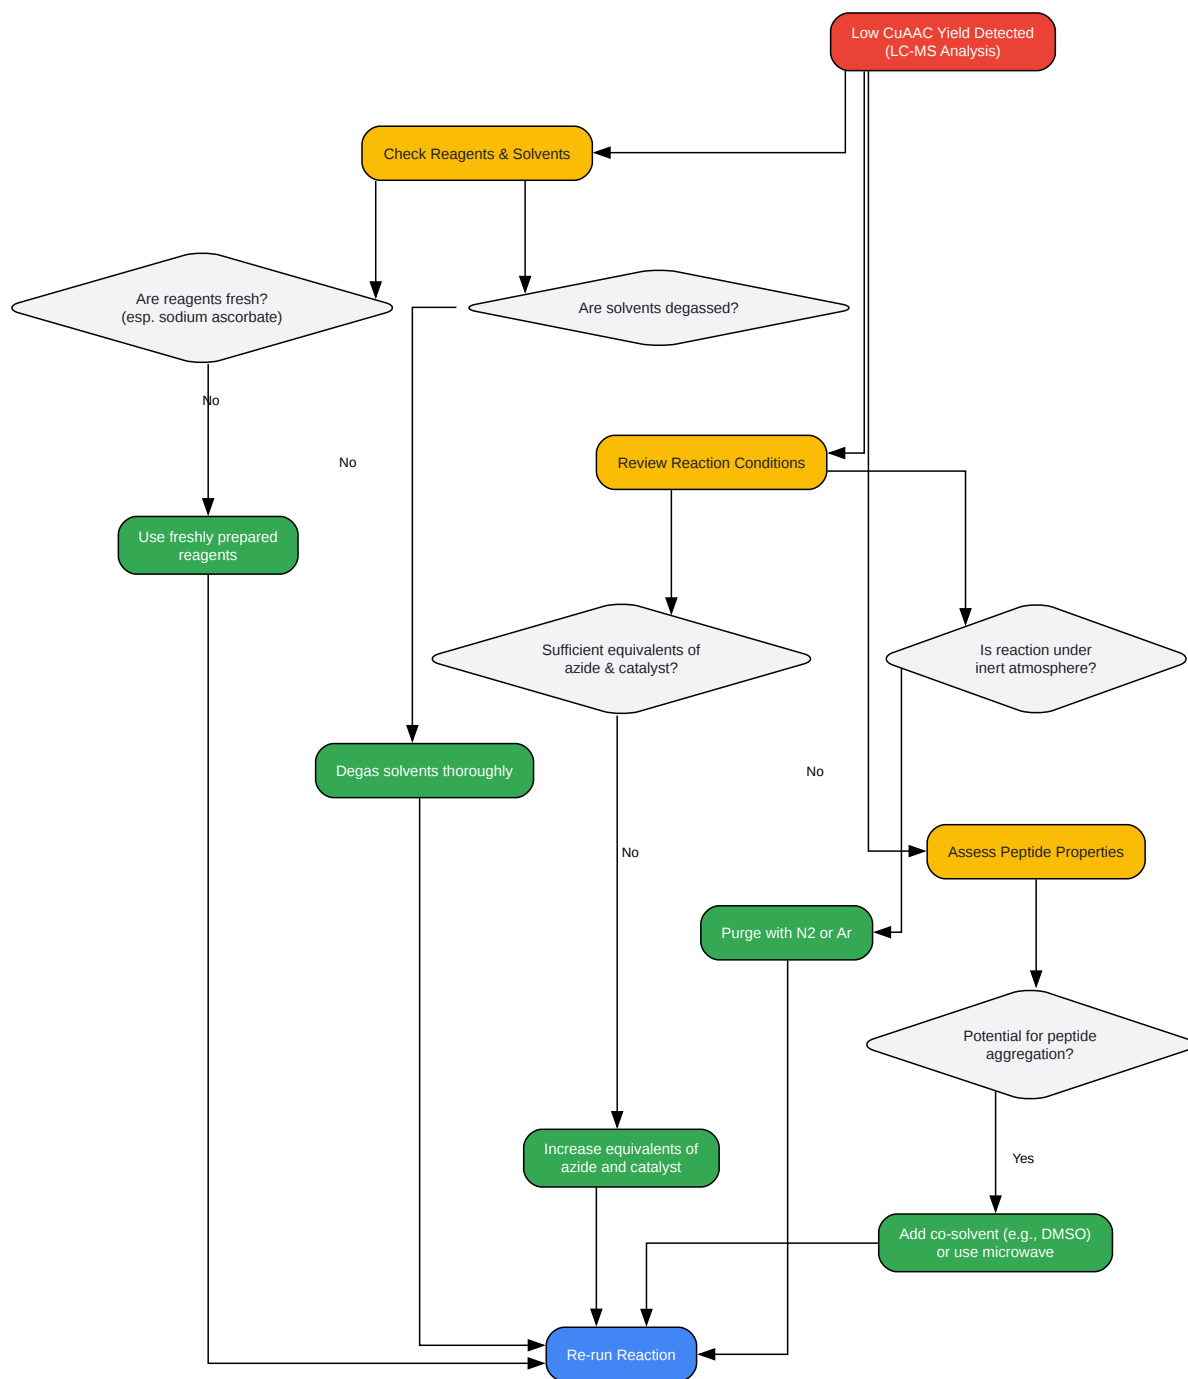 Low CuAAC Yield Detected
(LC-MS Analysis)
Check Reagents & Solvents
Are reagents fresh?
(esp. sodium ascorbate)
Are solvents degassed?
No
No
Review Reaction Conditions
Use freshly prepared
reagents
Sufficient equivalents of
azide & catalyst?
Is reaction under
inert atmosphere?
Degas solvents thoroughly
No
No
Assess Peptide Properties
Purge with N2 or Ar
Potential for peptide
aggregation?
Increase equivalents of
azide and catalyst
Yes
Add co-solvent (e.g., DMSO)
or use microwave
Re-run Reaction